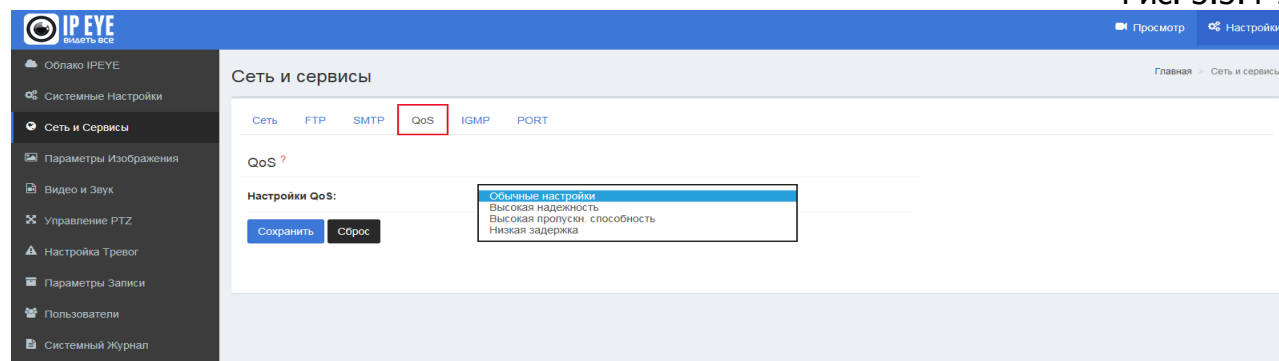 IP EYE
видеть все
Просмотр
Настройки
Облако IPEYE
Системные Настройки
Сеть и Сервисы
Параметры Изображения
Видео и Звук
Управление PTZ
Настройка Тревог
Параметры Записи
Пользователи
Системный Журнал
Сеть и сервисы
Главная > Сеть и сервисы
Сеть FTP SMTP QoS IGMP PORT
QoS ?
Настройки QoS:
Обычные настройки
Высокая надежность
Высокая пропускн. способность
Низкая задержка
Сохранить Сброс